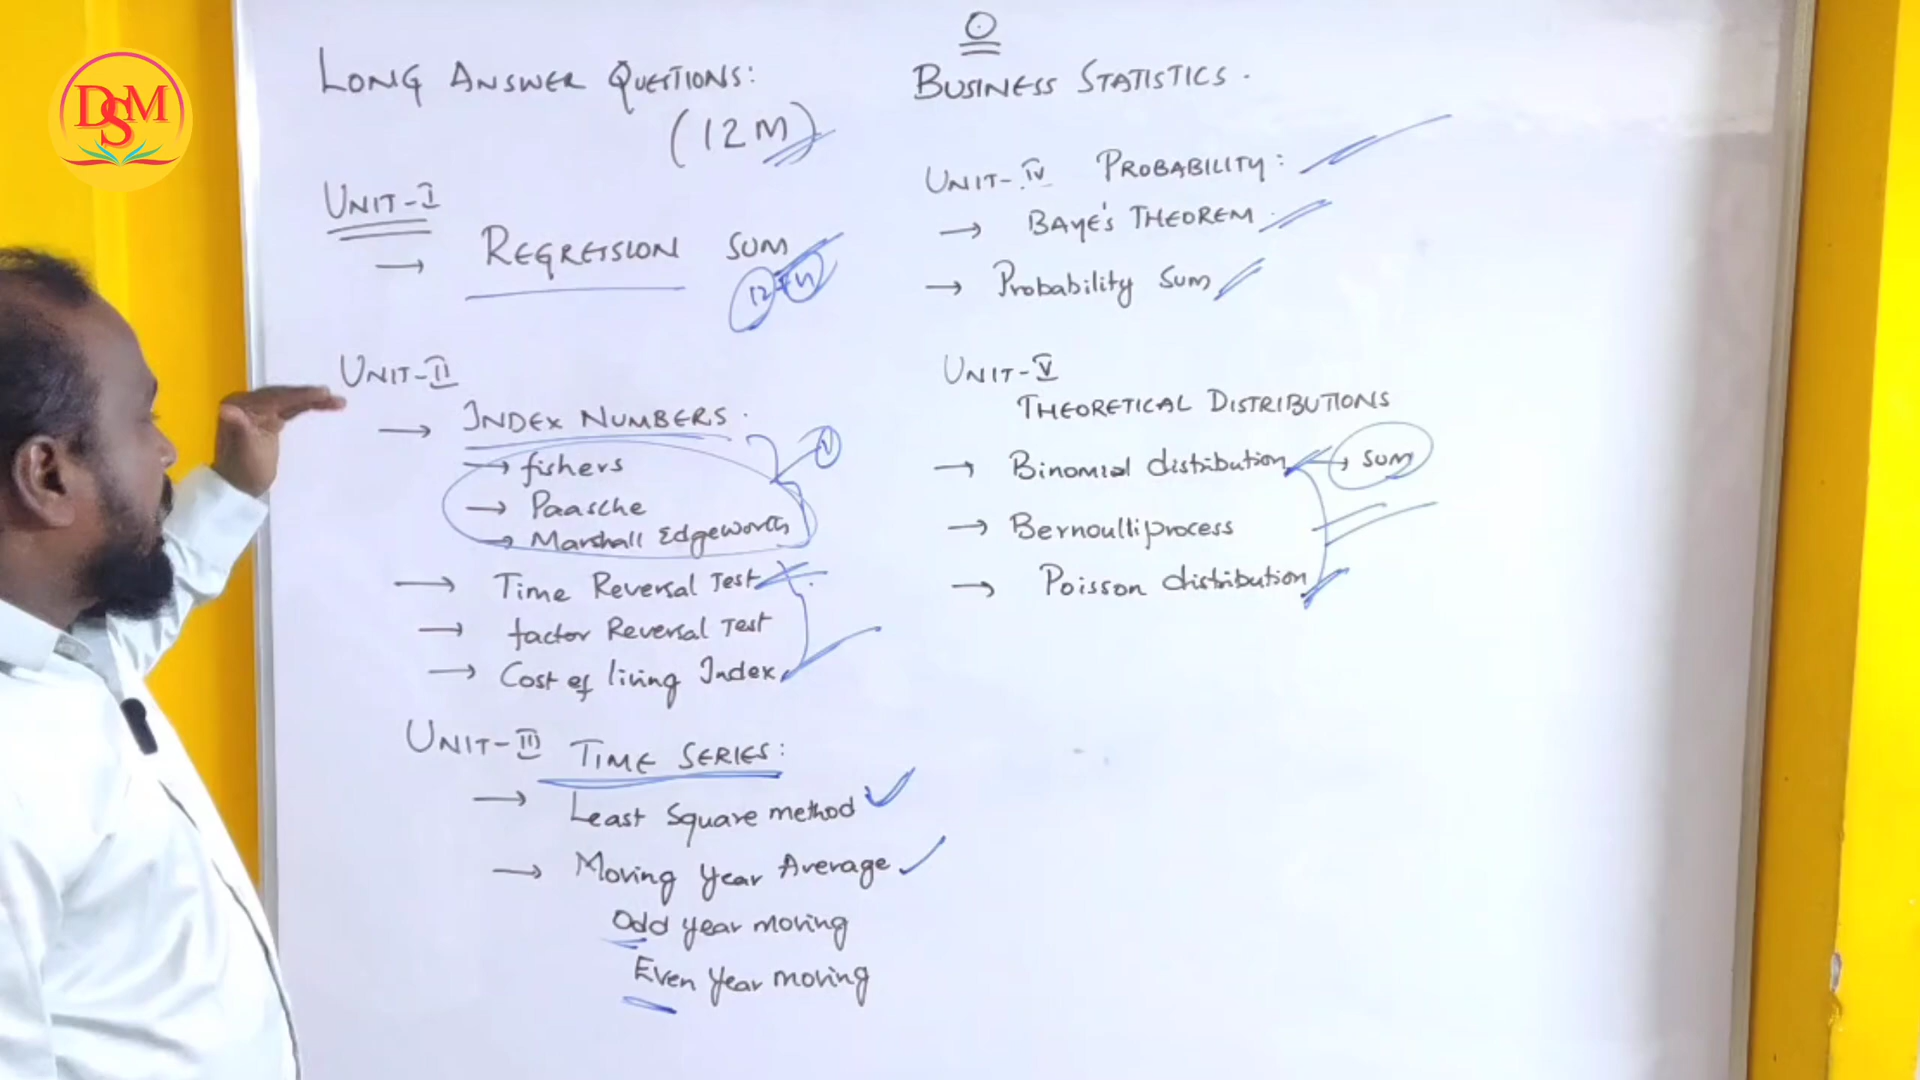 DSM
LONG ANSWER QUESTIONS:
(12M)
UNIT-I
→ REGRESSION SUM
12+4
UNIT-II
→ INDEX NUMBERS.
→ fishers
→ Paasche
→ Marshall Edgeworth
→ Time Reversal Test
→ factor Reversal Test
→ Cost of living Index
UNIT-III TIME SERIES:
→ Least Square method
→ Moving Year Average
Odd year moving
Even Year moving
BUSINESS STATISTICS.
UNIT-IV PROBABILITY:
→ BAYE'S THEOREM
→ Probability Sum
UNIT-V
THEORETICAL DISTRIBUTIONS
→ Binomial distribution → Sum
→ Bernoulli process
→ Poisson distribution